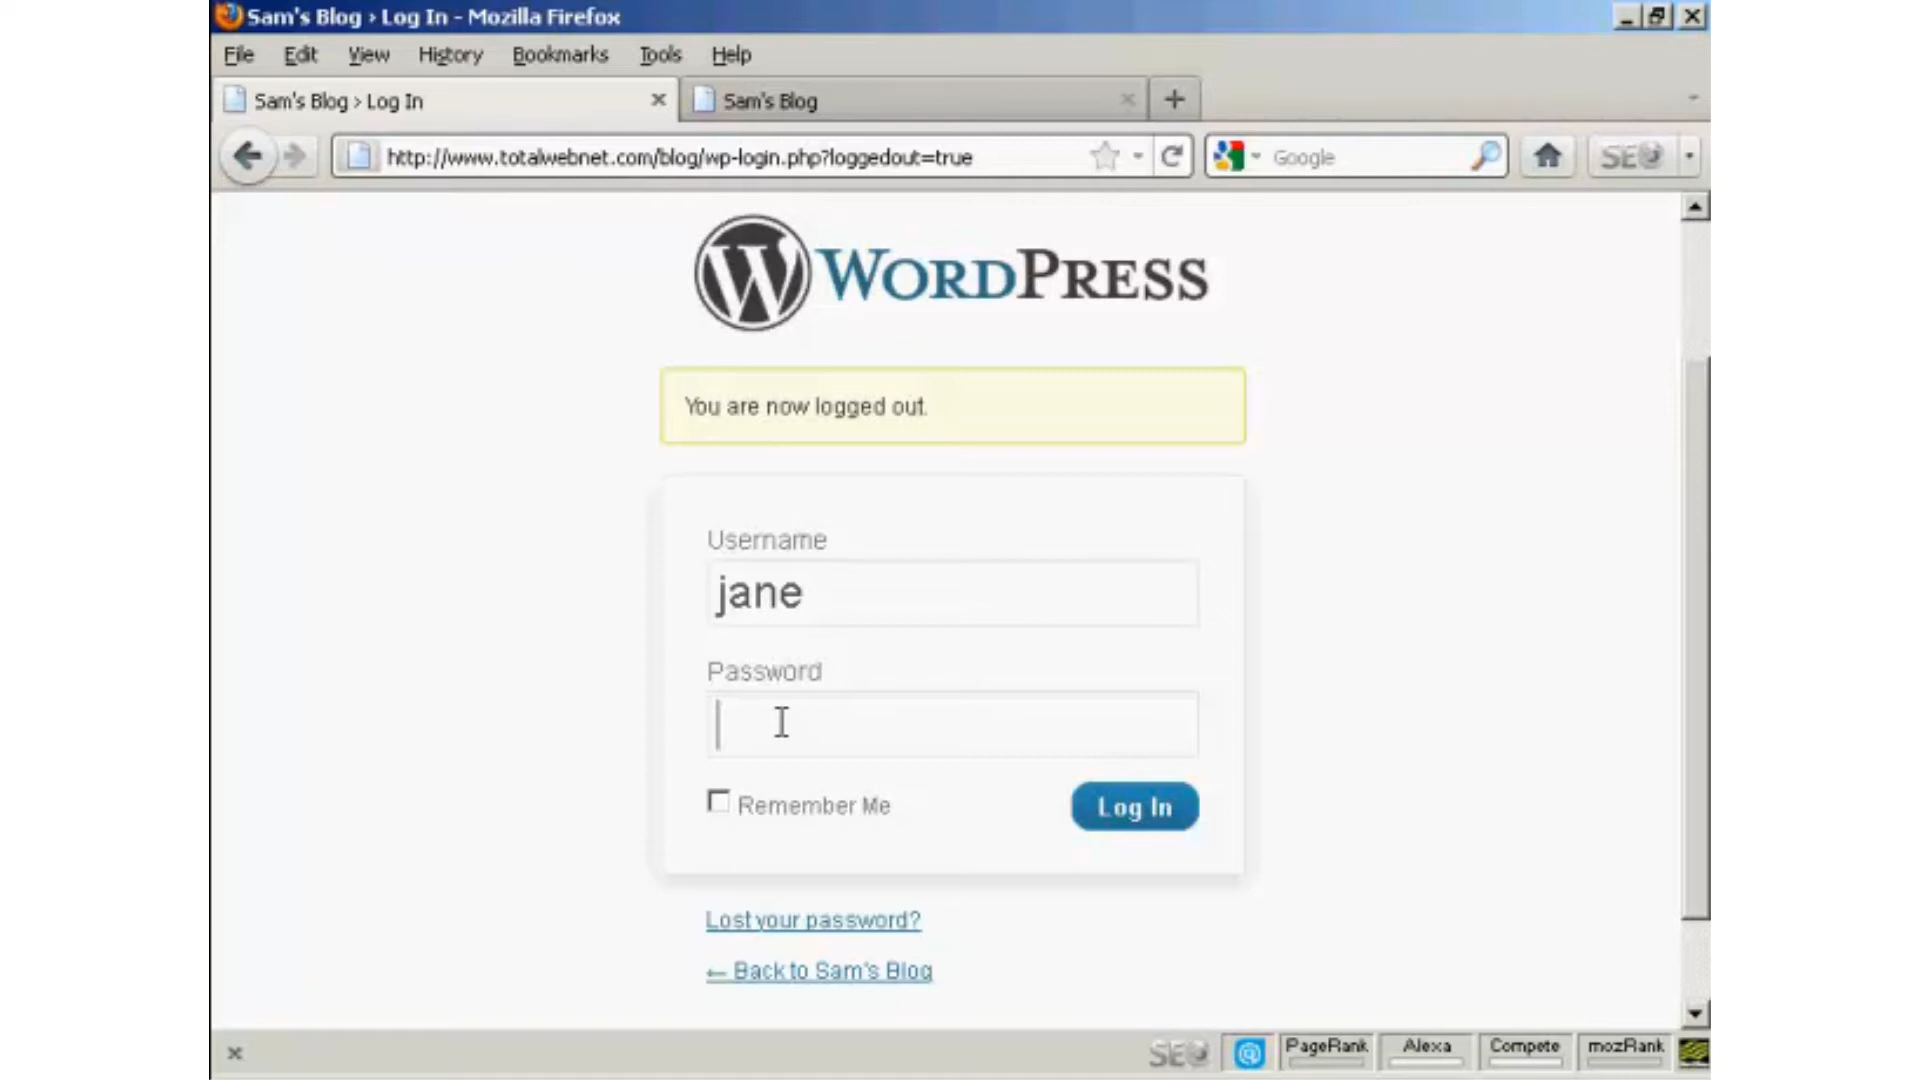 Sam's Blog › Log In - Mozilla Firefox
File Edit View History Bookmarks Tools Help
Sam's Blog › Log In Sam's Blog
http://www.totalwebnet.com/blog/wp-login.php?loggedout=true Google SEO
WORDPRESS
You are now logged out.
Username
jane
Password
Remember Me Log In
Lost your password?
← Back to Sam's Blog
SEO PageRank Alexa Compete mozRank